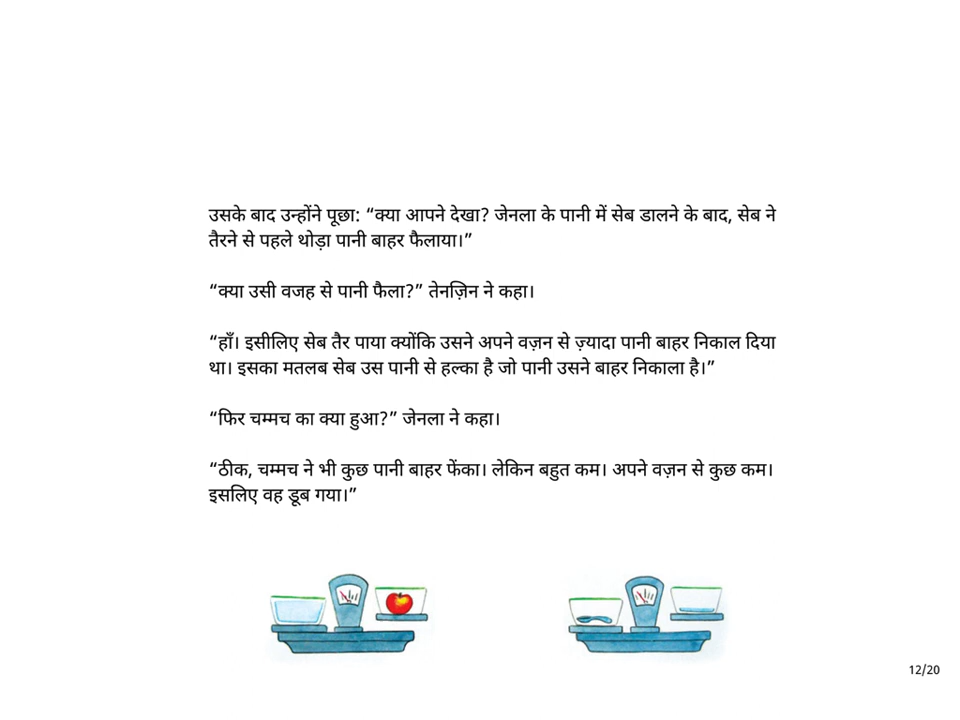 उसके बाद उन्होंने पूछा: “क्या आपने देखा? जेनला के पानी में सेब डालने के बाद, सेब ने
तैरने से पहले थोड़ा पानी बाहर फैलाया।”
“क्या उसी वजह से पानी फैला?” तेनज़िन ने कहा।
“हाँ। इसीलिए सेब तैर पाया क्योंकि उसने अपने वज़न से ज़्यादा पानी बाहर निकाल दिया
था। इसका मतलब सेब उस पानी से हल्का है जो पानी उसने बाहर निकाला है।”
“फिर चम्मच का क्या हुआ?” जेनला ने कहा।
“ठीक, चम्मच ने भी कुछ पानी बाहर फेंका। लेकिन बहुत कम। अपने वज़न से कुछ कम।
इसलिए वह डूब गया।”
12/20